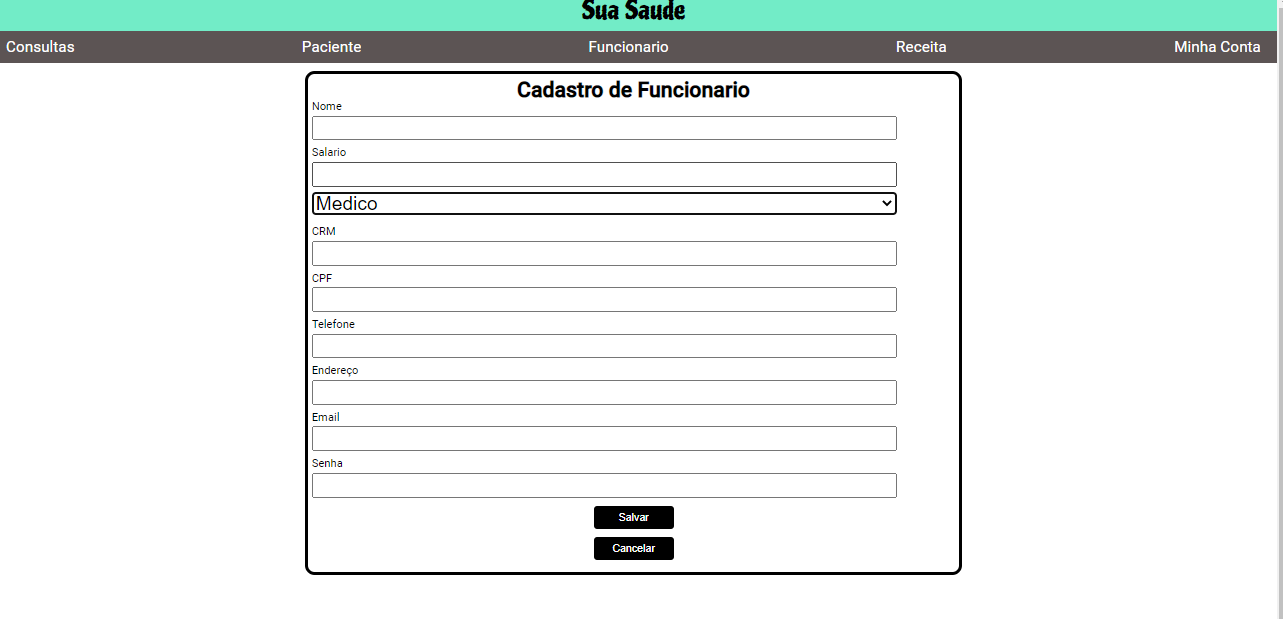 Sua Saude
Consultas Paciente Funcionario Receita Minha Conta
Cadastro de Funcionario
Nome
Salario
Medico
CRM
CPF
Telefone
Endereço
Email
Senha
Salvar
Cancelar